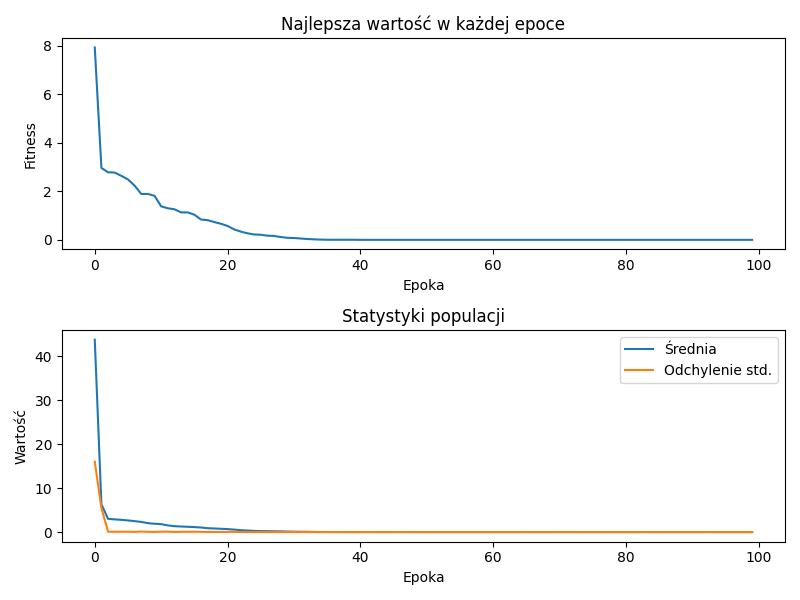 Najlepsza wartość w każdej epoce
8
6
4
2
0
Fitness
0 20 40 60 80 100
Epoka
Statystyki populacji
40
30
20
10
0
Wartość
Średnia
Odchylenie std.
0 20 40 60 80 100
Epoka